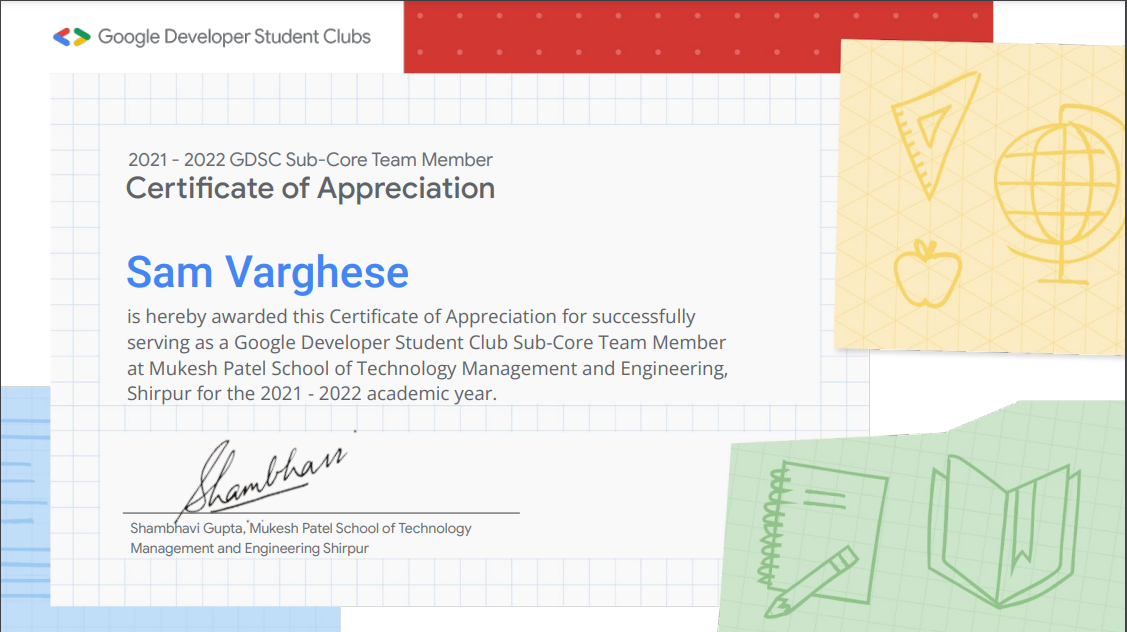 Google Developer Student Clubs
2021 - 2022 GDSC Sub-Core Team Member
Certificate of Appreciation
Sam Varghese
is hereby awarded this Certificate of Appreciation for successfully
serving as a Google Developer Student Club Sub-Core Team Member
at Mukesh Patel School of Technology Management and Engineering,
Shirpur for the 2021 - 2022 academic year.
Shambhavi
Shambhavi Gupta, Mukesh Patel School of Technology
Management and Engineering Shirpur